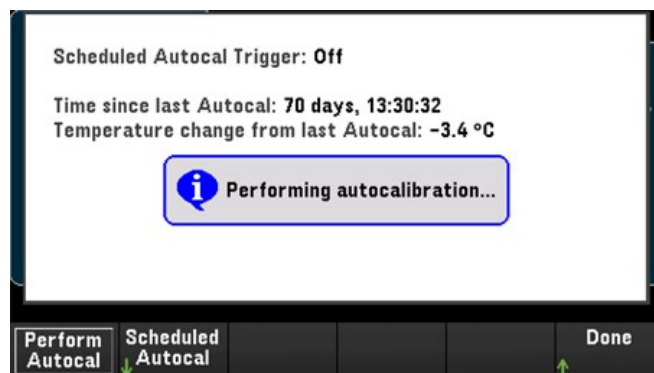 Scheduled Autocal Trigger: Off
Time since last Autocal: 70 days, 13:30:32
Temperature change from last Autocal: -3.4 °C
Performing autocalibration...
Perform
Autocal
Scheduled
Autocal
Done